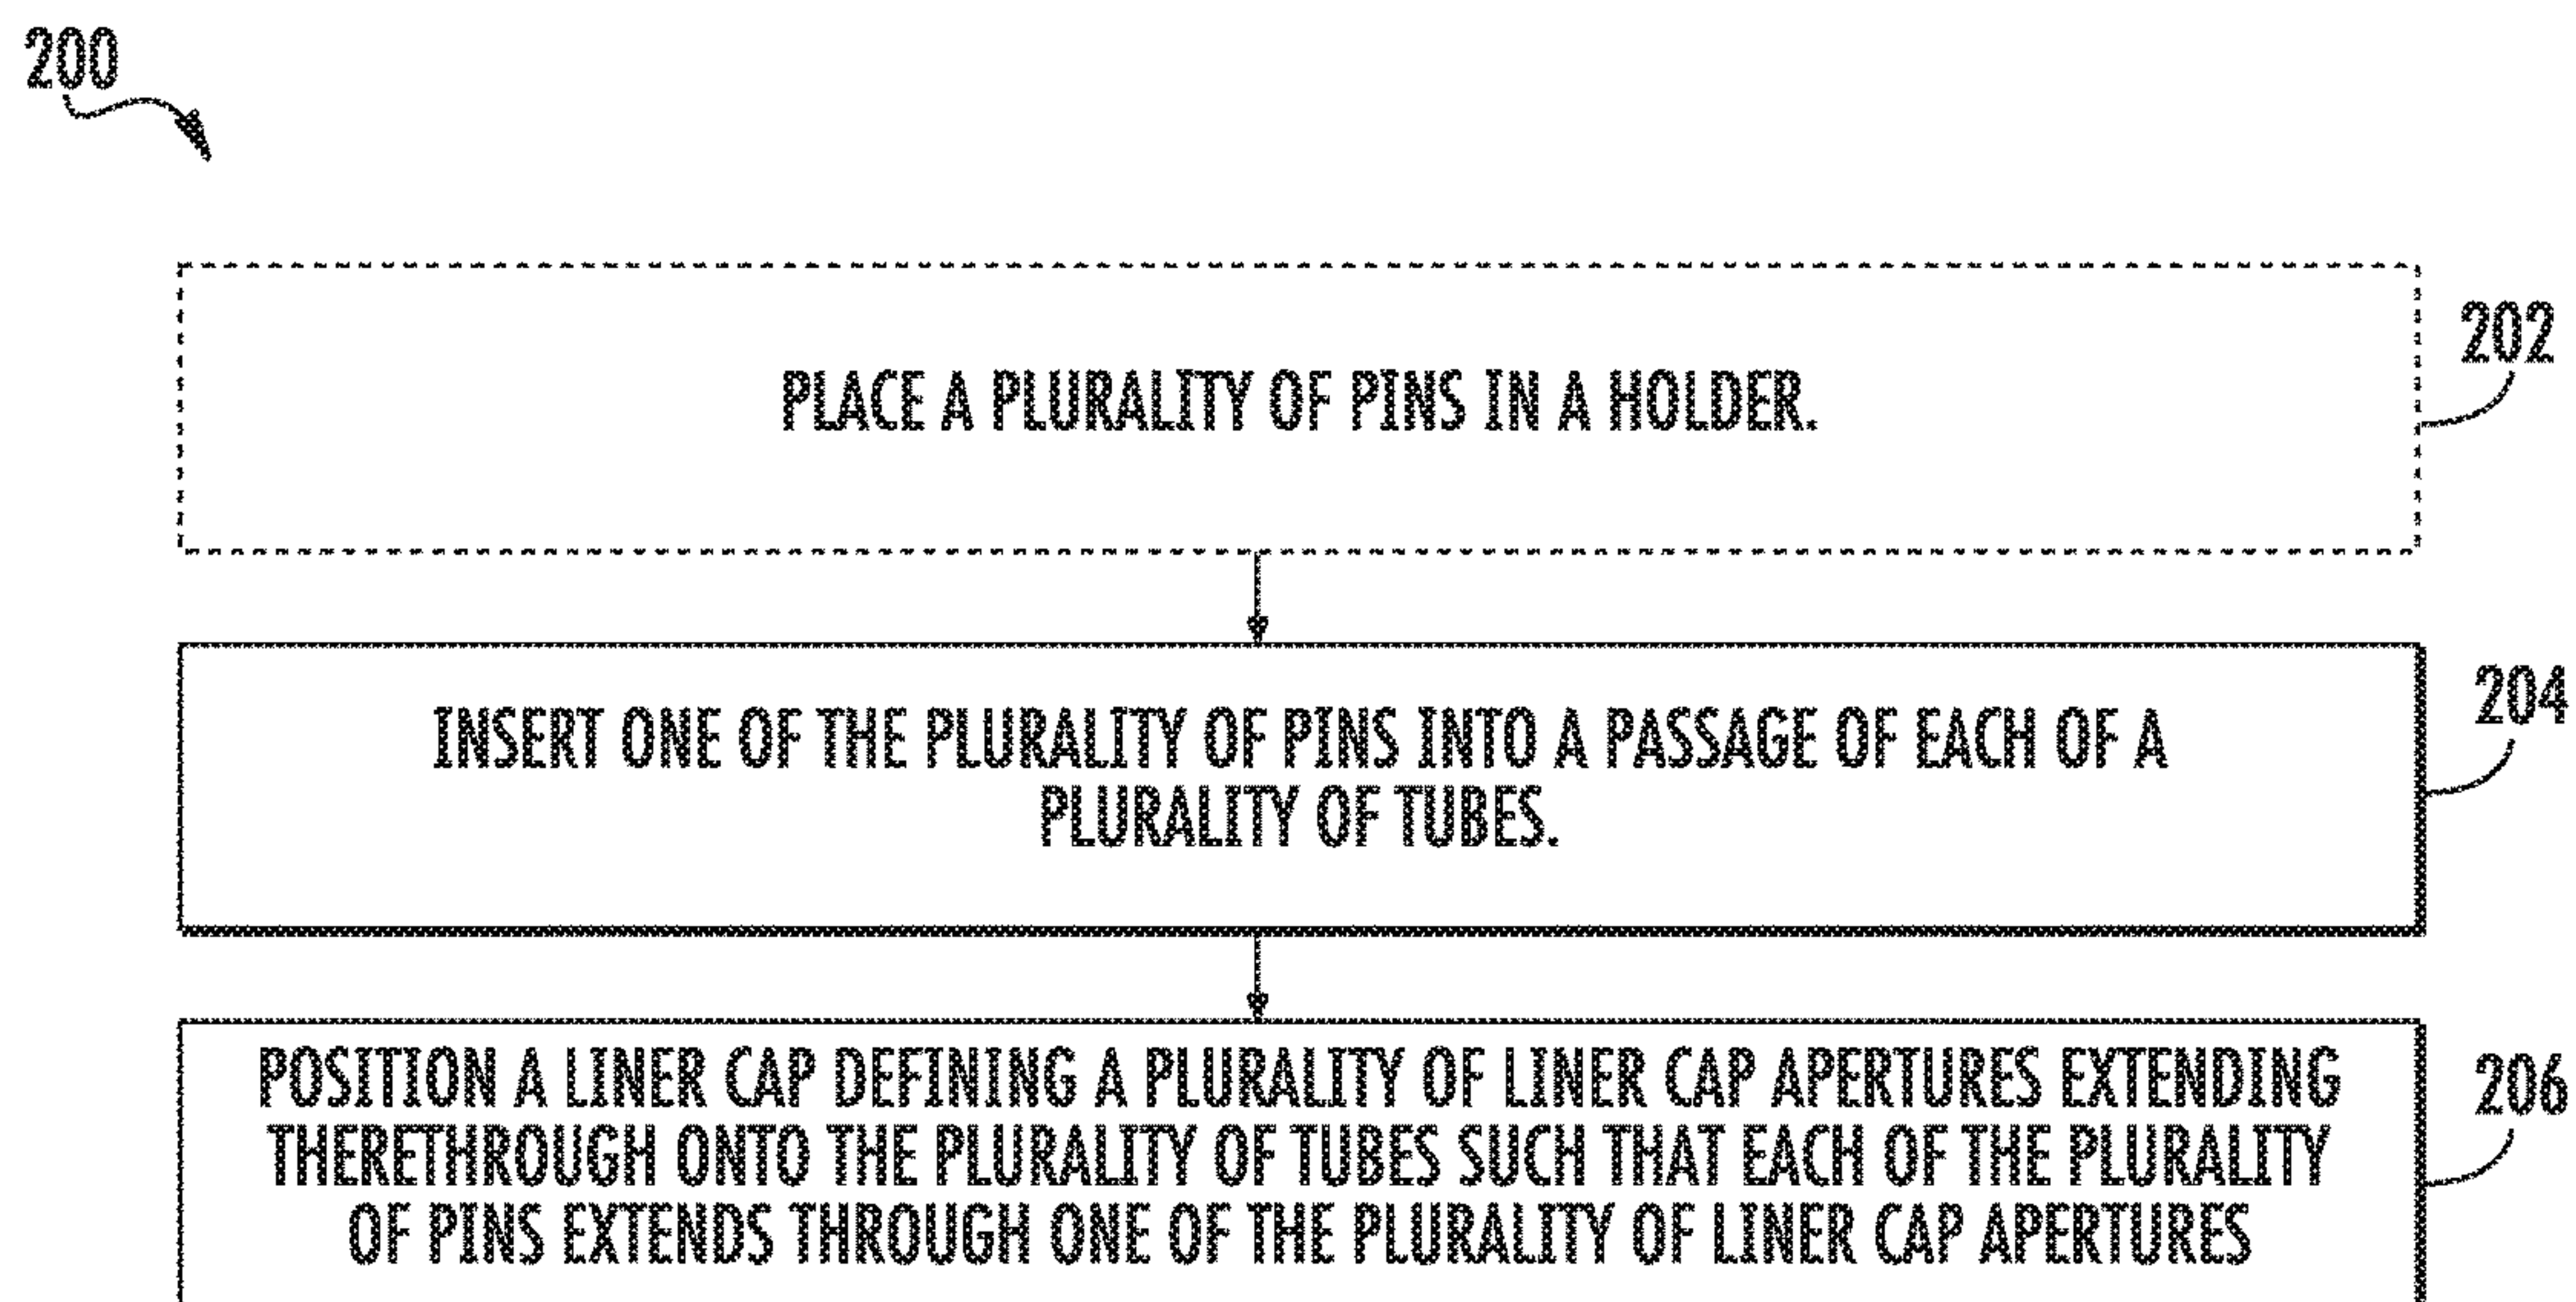 200
PLACE A PLURALITY OF PINS IN A HOLDER.
202
INSERT ONE OF THE PLURALITY OF PINS INTO A PASSAGE OF EACH OF A
PLURALITY OF TUBES.
204
POSITION A LINER CAP DEFINING A PLURALITY OF LINER CAP APERTURES EXTENDING
THERETHROUGH ONTO THE PLURALITY OF TUBES SUCH THAT EACH OF THE PLURALITY
OF PINS EXTENDS THROUGH ONE OF THE PLURALITY OF LINER CAP APERTURES
206